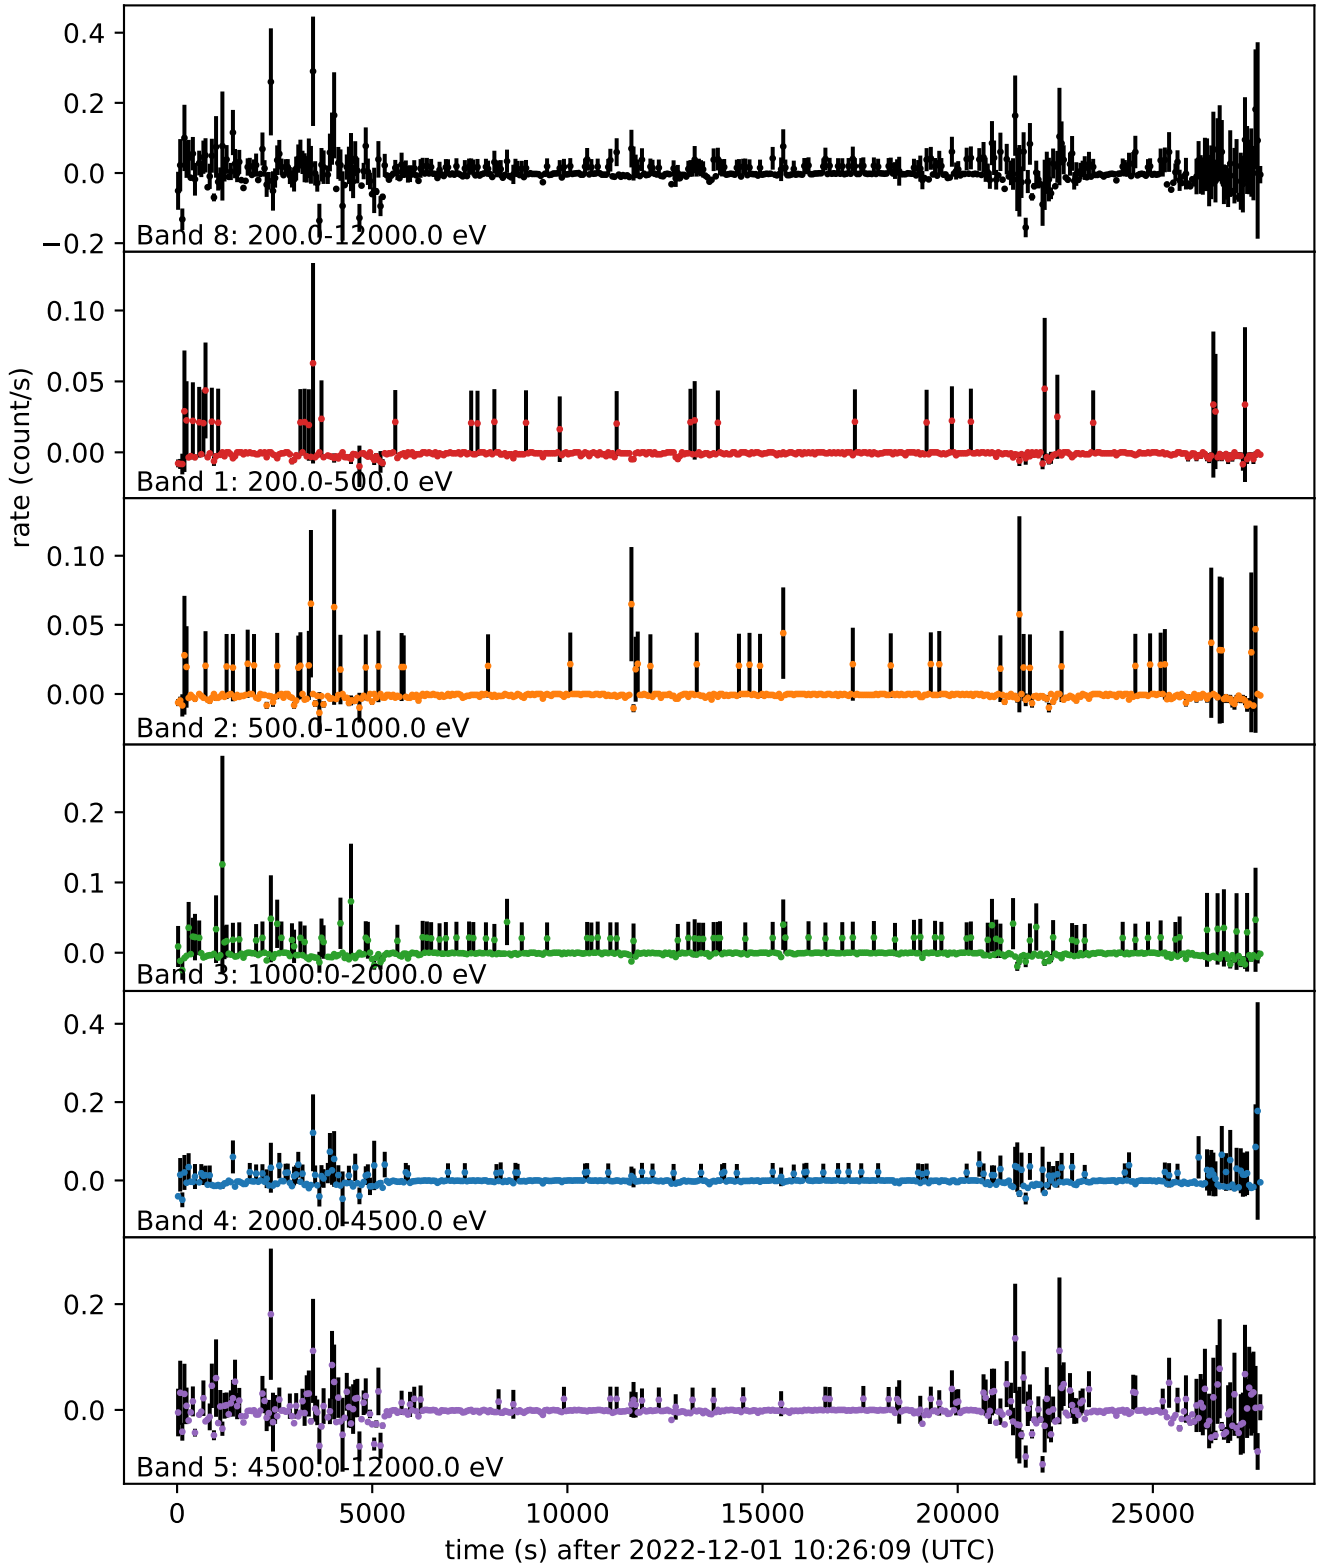 0.4
0.2
0.0
−0.2
Band 8: 200.0-12000.0 eV
0.10
0.05
0.00
Band 1: 200.0-500.0 eV
rate (count/s)
0.10
0.05
0.00
Band 2: 500.0-1000.0 eV
0.2
0.1
0.0
Band 3: 1000.0-2000.0 eV
0.4
0.2
0.0
Band 4: 2000.0-4500.0 eV
0.2
0.0
Band 5: 4500.0-12000.0 eV
0 5000 10000 15000 20000 25000
time (s) after 2022-12-01 10:26:09 (UTC)